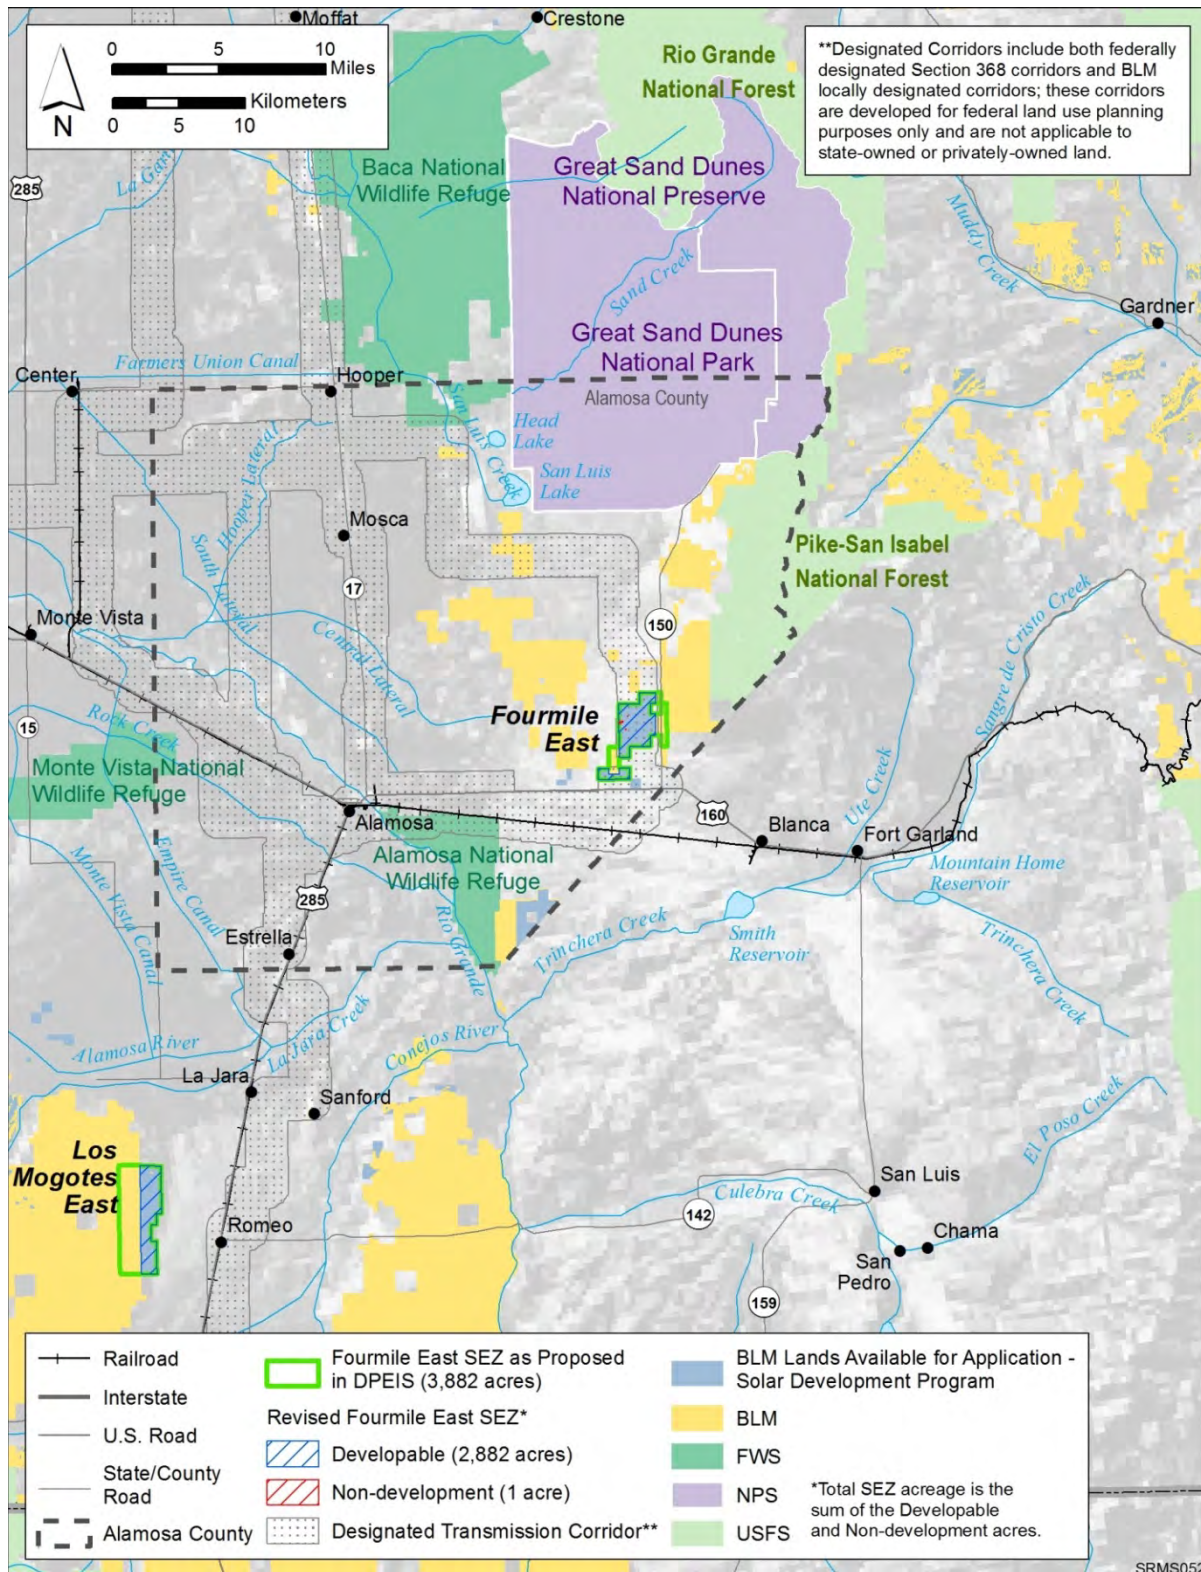 Moffat
Crestone
0 5 10
Miles
Kilometers
0 5 10
N
**Designated Corridors include both federally
designated Section 368 corridors and BLM
locally designated corridors; these corridors
are developed for federal land use planning
purposes only and are not applicable to
state-owned or privately-owned land.
Rio Grande
National Forest
285
Baca National
Wildlife Refuge
Great Sand Dunes
National Preserve
Muddy Creek
Sand Creek
Gardner
Great Sand Dunes
National Park
Farmers Union Canal
Center
Hooper
Alamosa County
San Luis Creek
Head
Lake
Hooper Lateral
San Luis
Lake
Mosca
South Lateral
Pike-San Isabel
National Forest
17
Monte Vista
Central Lateral
150
Sangre de Cristo Creek
Fourmile
East
15
Rock Creek
Monte Vista National
Wildlife Refuge
Ute Creek
160
Alamosa
Blanca
Fort Garland
Alamosa National
Wildlife Refuge
Mountain Home
Reservoir
Monte Vista Canal
Empire Canal
285
Rio Grande
Trinchera Creek
Smith
Reservoir
Trinchera Creek
Estrella
La Jara Creek
Alamosa River
Conejos River
La Jara
Sanford
El Poso Creek
Los
Mogotes
East
San Luis
Culebra Creek
142
Romeo
Chama
San
Pedro
159
Railroad
Interstate
U.S. Road
State/County
Road
Alamosa County
Fourmile East SEZ as Proposed
in DPEIS (3,882 acres)
Revised Fourmile East SEZ*
Developable (2,882 acres)
Non-development (1 acre)
Designated Transmission Corridor**
BLM Lands Available for Application -
Solar Development Program
BLM
FWS
NPS
USFS
*Total SEZ acreage is the
sum of the Developable
and Non-development acres.